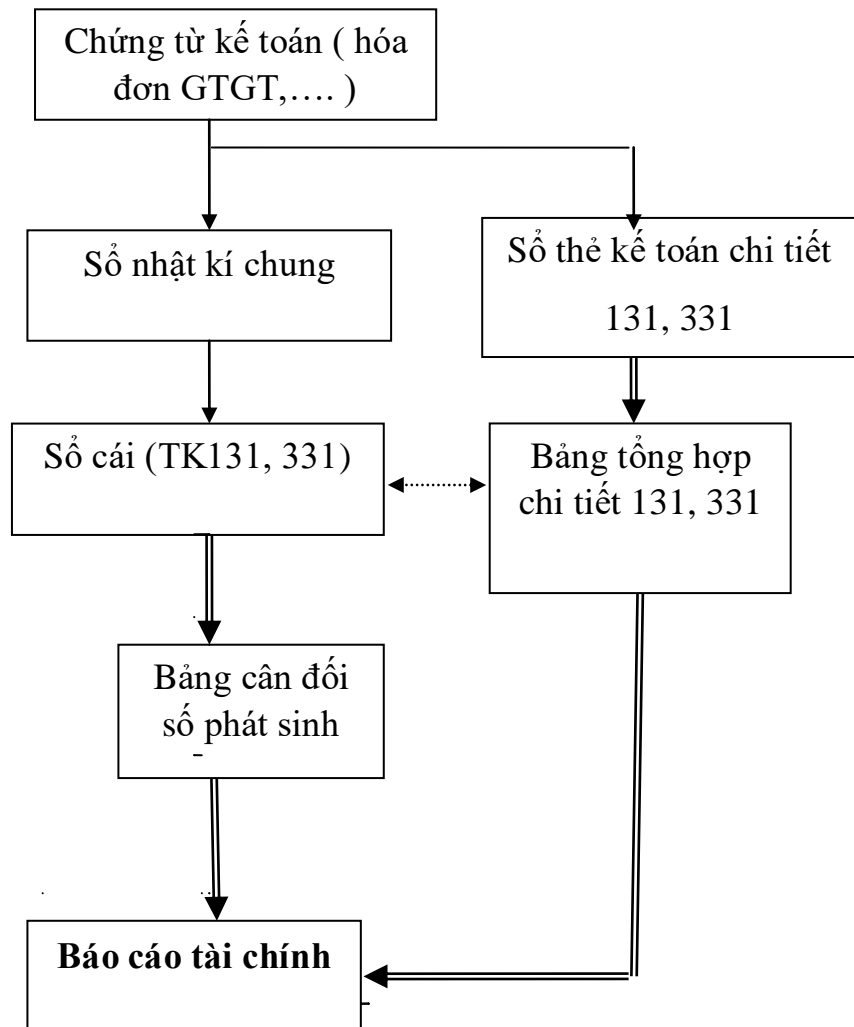 Chứng từ kế toán ( hóa
đơn GTGT,…. )
Sổ nhật kí chung
Sổ thẻ kế toán chi tiết
131, 331
Sổ cái (TK131, 331)
Bảng tổng hợp
chi tiết 131, 331
Bảng cân đối
số phát sinh
Báo cáo tài chính